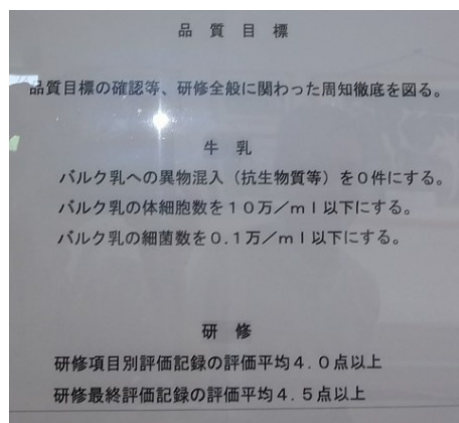 品質目標
品質目標の確認等、研修全般に関わった周知徹底を図る。
牛乳
バルク乳への異物混入（抗生物質等）を０件にする。
バルク乳の体細胞数を１０万／ｍｌ以下にする。
バルク乳の細菌数を０.１万／ｍｌ以下にする。
研修
研修項目別評価記録の評価平均４.０点以上
研修最終評価記録の評価平均４.５点以上